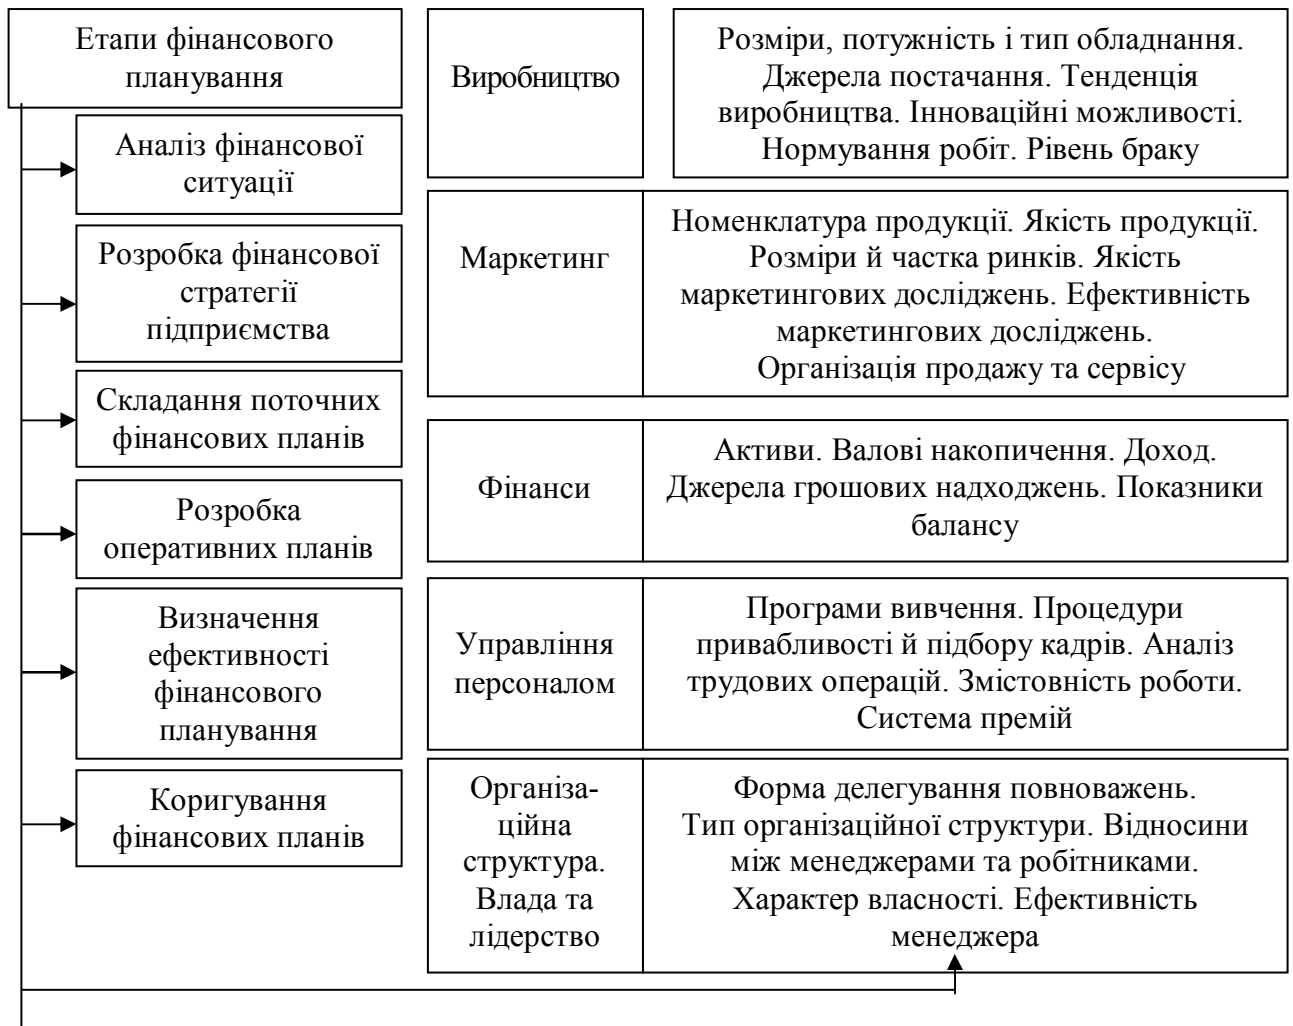 Етапи фінансового
планування
Аналіз фінансової
ситуації
Розробка фінансової
стратегії
підприємства
Складання поточних
фінансових планів
Розробка
оперативних планів
Визначення
ефективності
фінансового
планування
Коригування
фінансових планів
Виробництво
Розміри, потужність і тип обладнання.
Джерела постачання. Тенденція
виробництва. Інноваційні можливості.
Нормування робіт. Рівень браку
Маркетинг
Номенклатура продукції. Якість продукції.
Розміри й частка ринків. Якість
маркетингових досліджень. Ефективність
маркетингових досліджень.
Організація продажу та сервісу
Фінанси
Активи. Валові накопичення. Доход.
Джерела грошових надходжень. Показники
балансу
Управління
персоналом
Програми вивчення. Процедури
привабливості й підбору кадрів. Аналіз
трудових операцій. Змістовність роботи.
Система премій
Організа-
ційна
структура.
Влада та
лідерство
Форма делегування повноважень.
Тип організаційної структури. Відносини
між менеджерами та робітниками.
Характер власності. Ефективність
менеджера